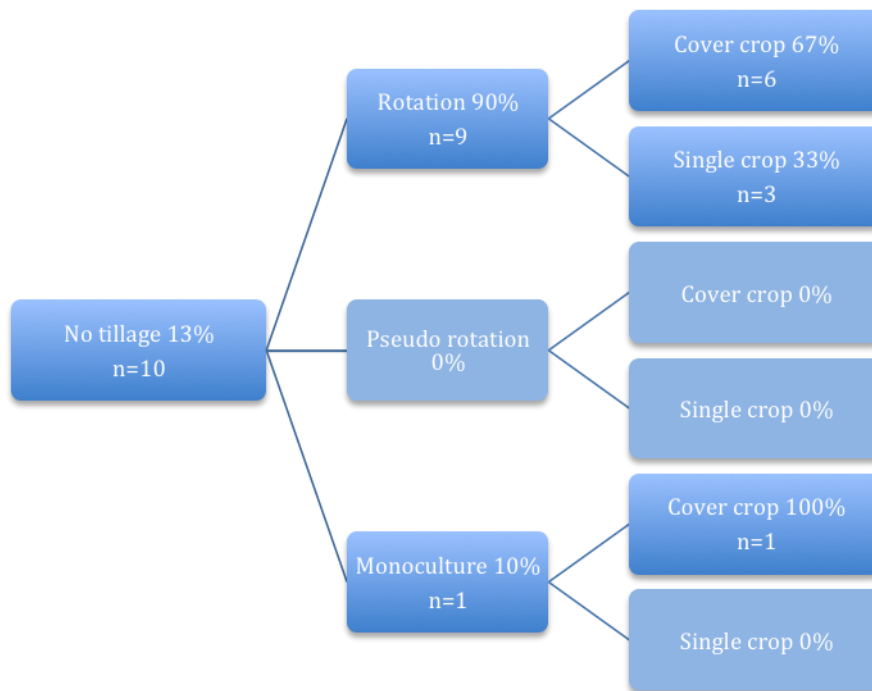 No tillage 13%
n=10
Rotation 90%
n=9
Cover crop 67%
n=6
Single crop 33%
n=3
Pseudo rotation
0%
Cover crop 0%
Single crop 0%
Monoculture 10%
n=1
Cover crop 100%
n=1
Single crop 0%